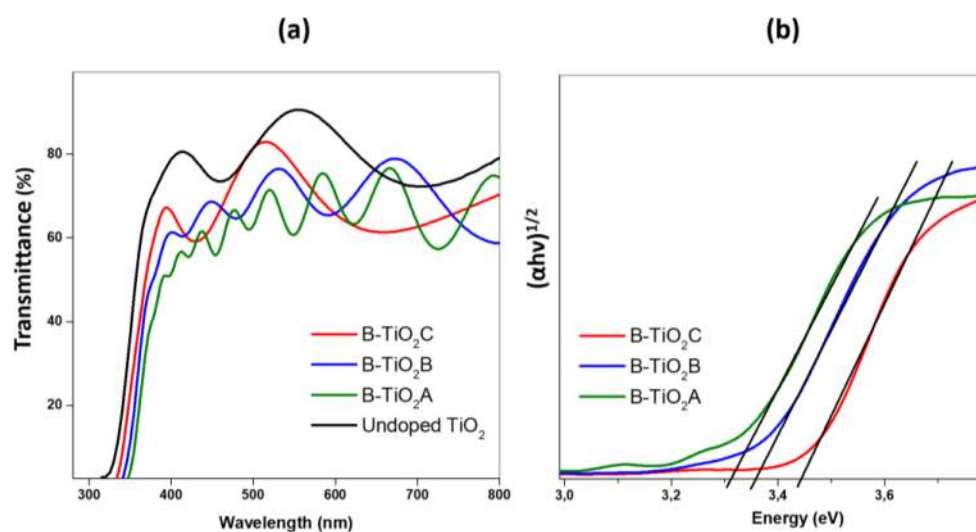 (a)
Transmittance (%)
80
60
40
20
B-TiO₂C
B-TiO₂B
B-TiO₂A
Undoped TiO₂
300 400 500 600 700 800
Wavelength (nm)
(b)
(αhν)¹/²
B-TiO₂C
B-TiO₂B
B-TiO₂A
3,0 3,2 3,4 3,6
Energy (eV)